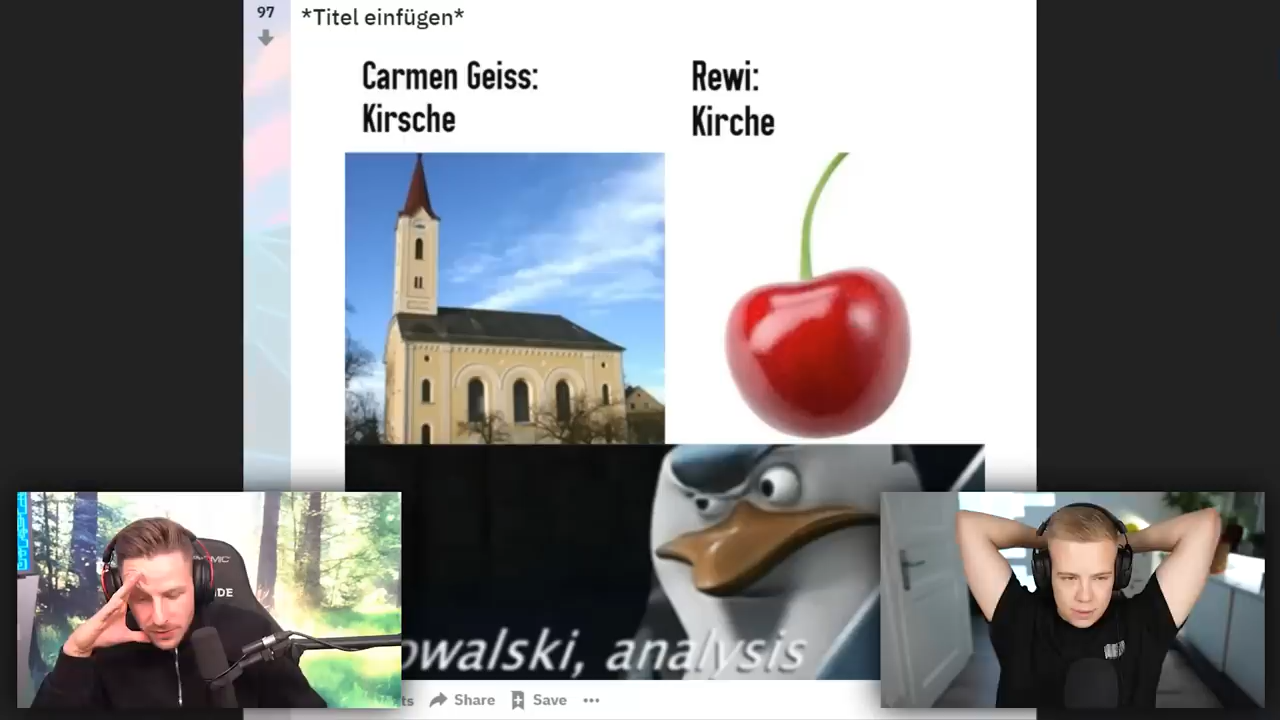 97
*Titel einfügen*
Carmen Geiss:
Kirsche
Rewi:
Kirche
owalski, analysis
Share
Save